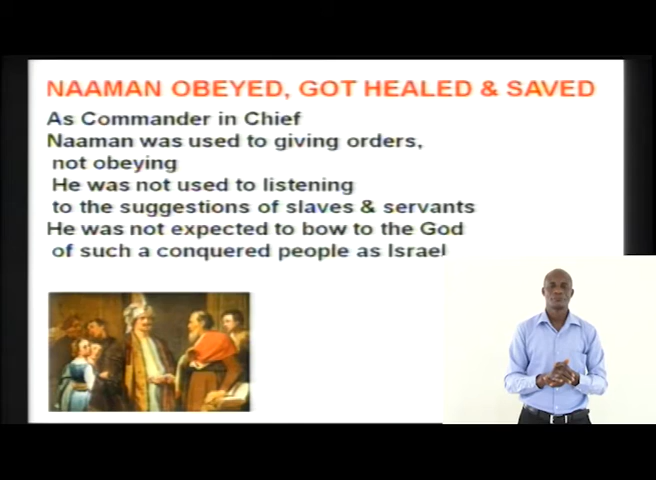 NAAMAN OBEYED, GOT HEALED & SAVED
As Commander in Chief
Naaman was used to giving orders,
not obeying
He was not used to listening
to the suggestions of slaves & servants
He was not expected to bow to the God
of such a conquered people as Israel